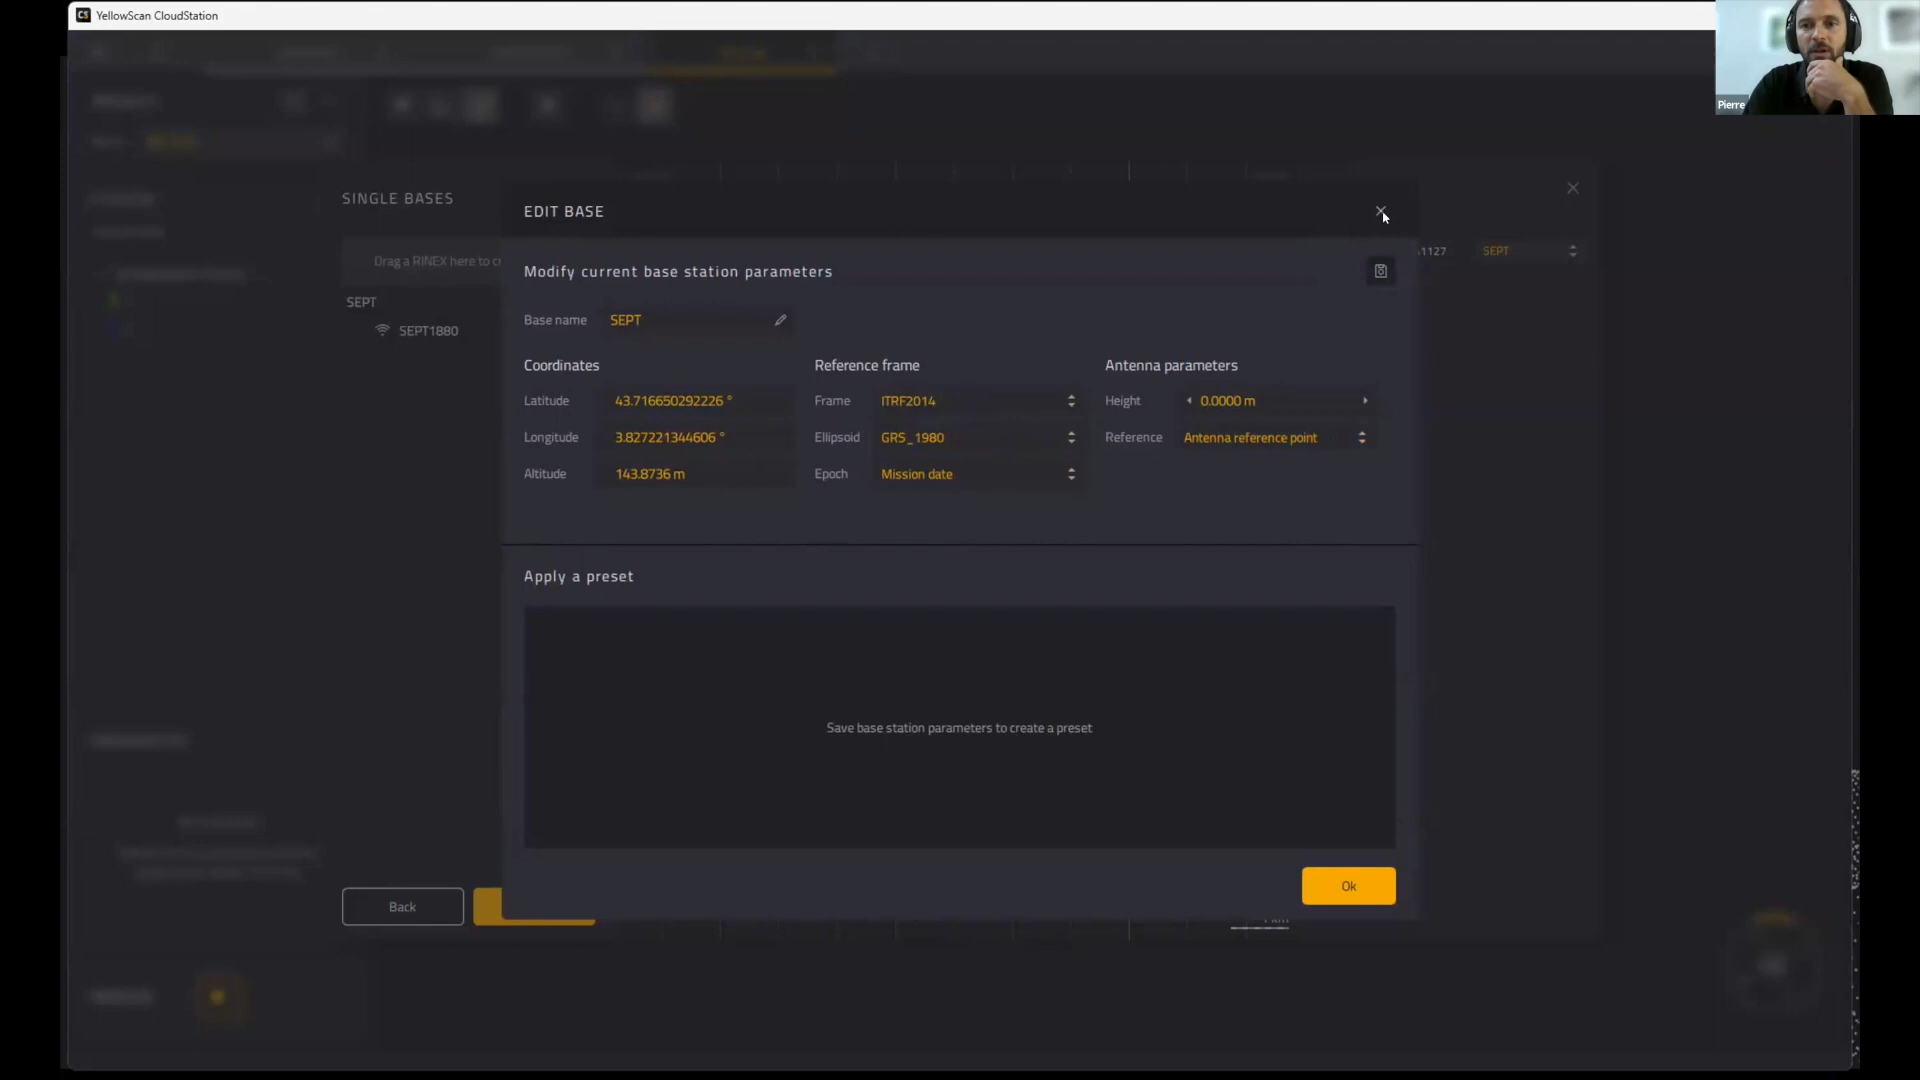 YellowScan CloudStation
Pierre
SINGLE BASES
EDIT BASE
Drag a RINEX here to cr
1127
SEPT
Modify current base station parameters
SEPT
SEPT1880
Base name
SEPT
Coordinates
Reference frame
Antenna parameters
Latitude
43.716650292226 °
Frame
ITRF2014
Height
0.0000 m
Longitude
3.827221344606 °
Ellipsoid
GRS_1980
Reference
Antenna reference point
Altitude
143.8736 m
Epoch
Mission date
Apply a preset
Save base station parameters to create a preset
Ok
Back